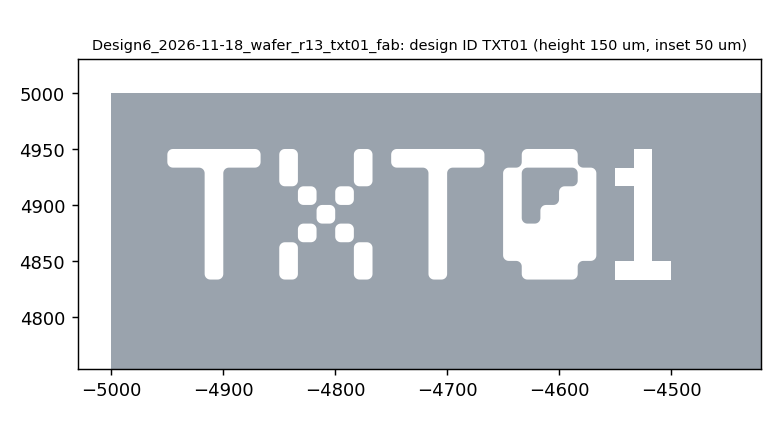 Design6_2026-11-18_wafer_r13_txt01_fab: design ID TXT01 (height 150 um, inset 50 um)
5000
4950
4900
4850
4800
TXT01
−5000 −4900 −4800 −4700 −4600 −4500